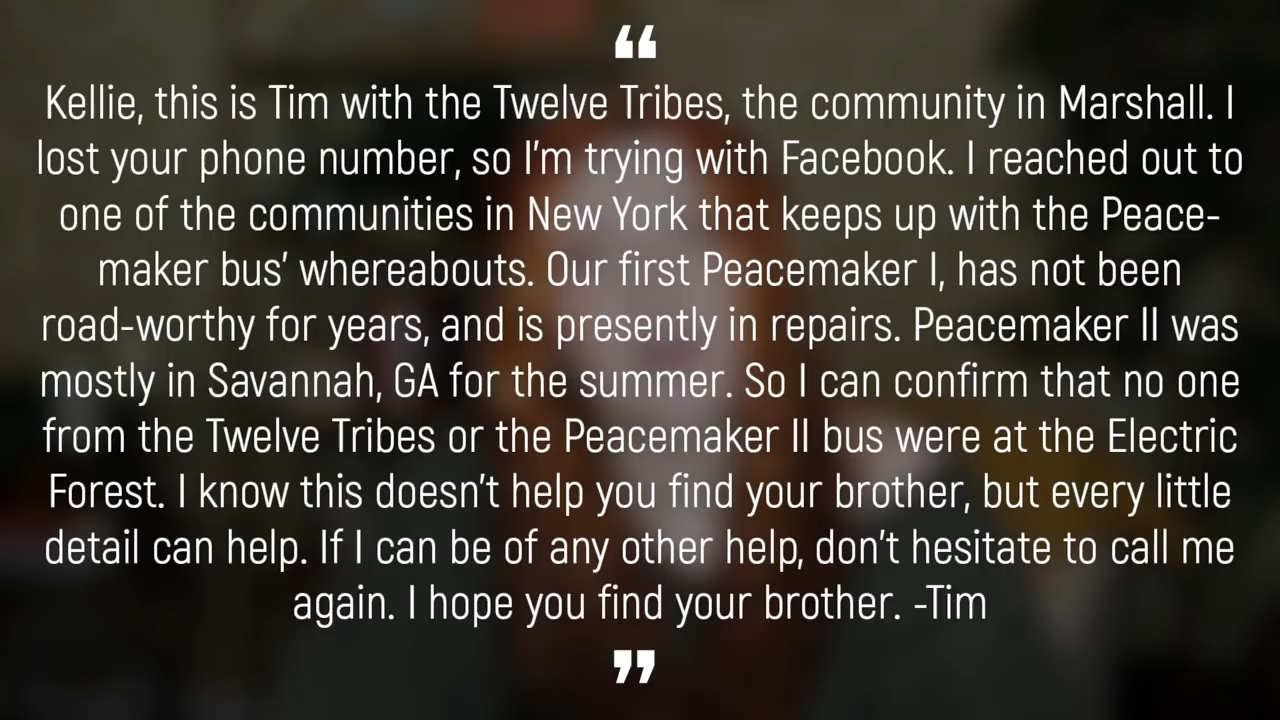 “
Kellie, this is Tim with the Twelve Tribes, the community in Marshall. I
lost your phone number, so I'm trying with Facebook. I reached out to
one of the communities in New York that keeps up with the Peace-
maker bus' whereabouts. Our first Peacemaker I, has not been
road-worthy for years, and is presently in repairs. Peacemaker II was
mostly in Savannah, GA for the summer. So I can confirm that no one
from the Twelve Tribes or the Peacemaker II bus were at the Electric
Forest. I know this doesn't help you find your brother, but every little
detail can help. If I can be of any other help, don't hesitate to call me
again. I hope you find your brother. -Tim
”